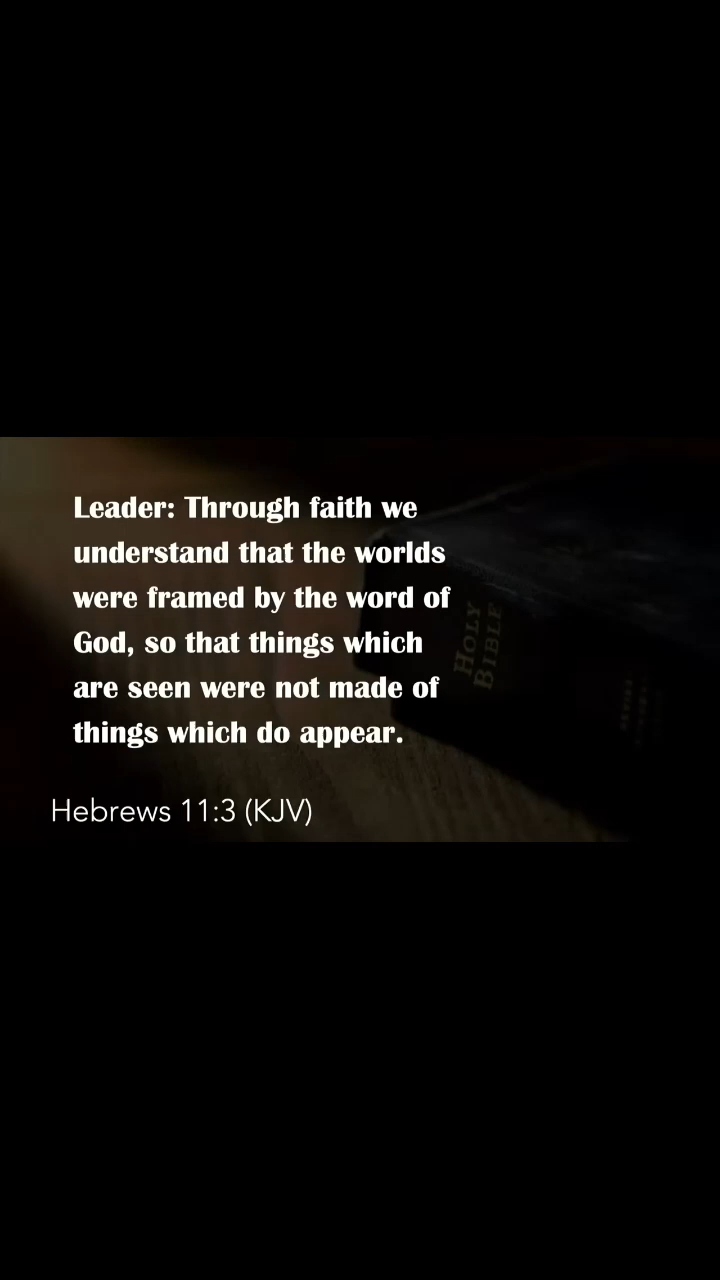 Leader: Through faith we
understand that the worlds
were framed by the word of
God, so that things which
are seen were not made of
things which do appear.
HOLY
BIBLE
Hebrews 11:3 (KJV)